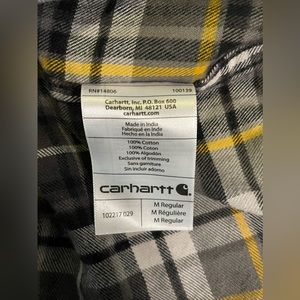 RN#14806 100139
Carhartt, Inc, P.O. Box 600
Dearborn, MI 48121 USA
carhartt.com
Made in India
Fabriqué en Inde
Hecho en la India
100% Cotton
100% Cotton
100% Algodón
Exclusive of trimming
Sans garniture
Sin incluir adorno
carhartt
102217 029
M Regular
M Régulière
M Regular